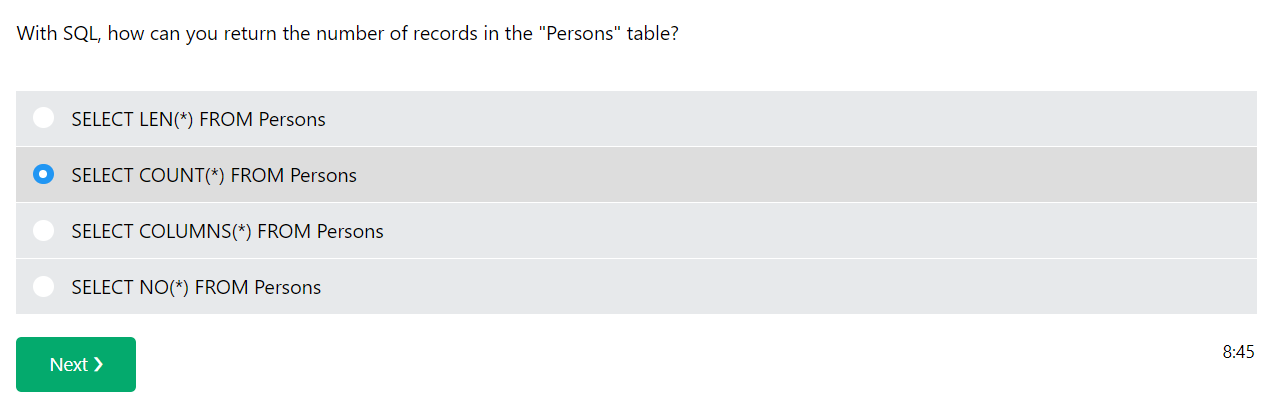 With SQL, how can you return the number of records in the "Persons" table?
SELECT LEN(*) FROM Persons
SELECT COUNT(*) FROM Persons
SELECT COLUMNS(*) FROM Persons
SELECT NO(*) FROM Persons
Next ❯
8:45